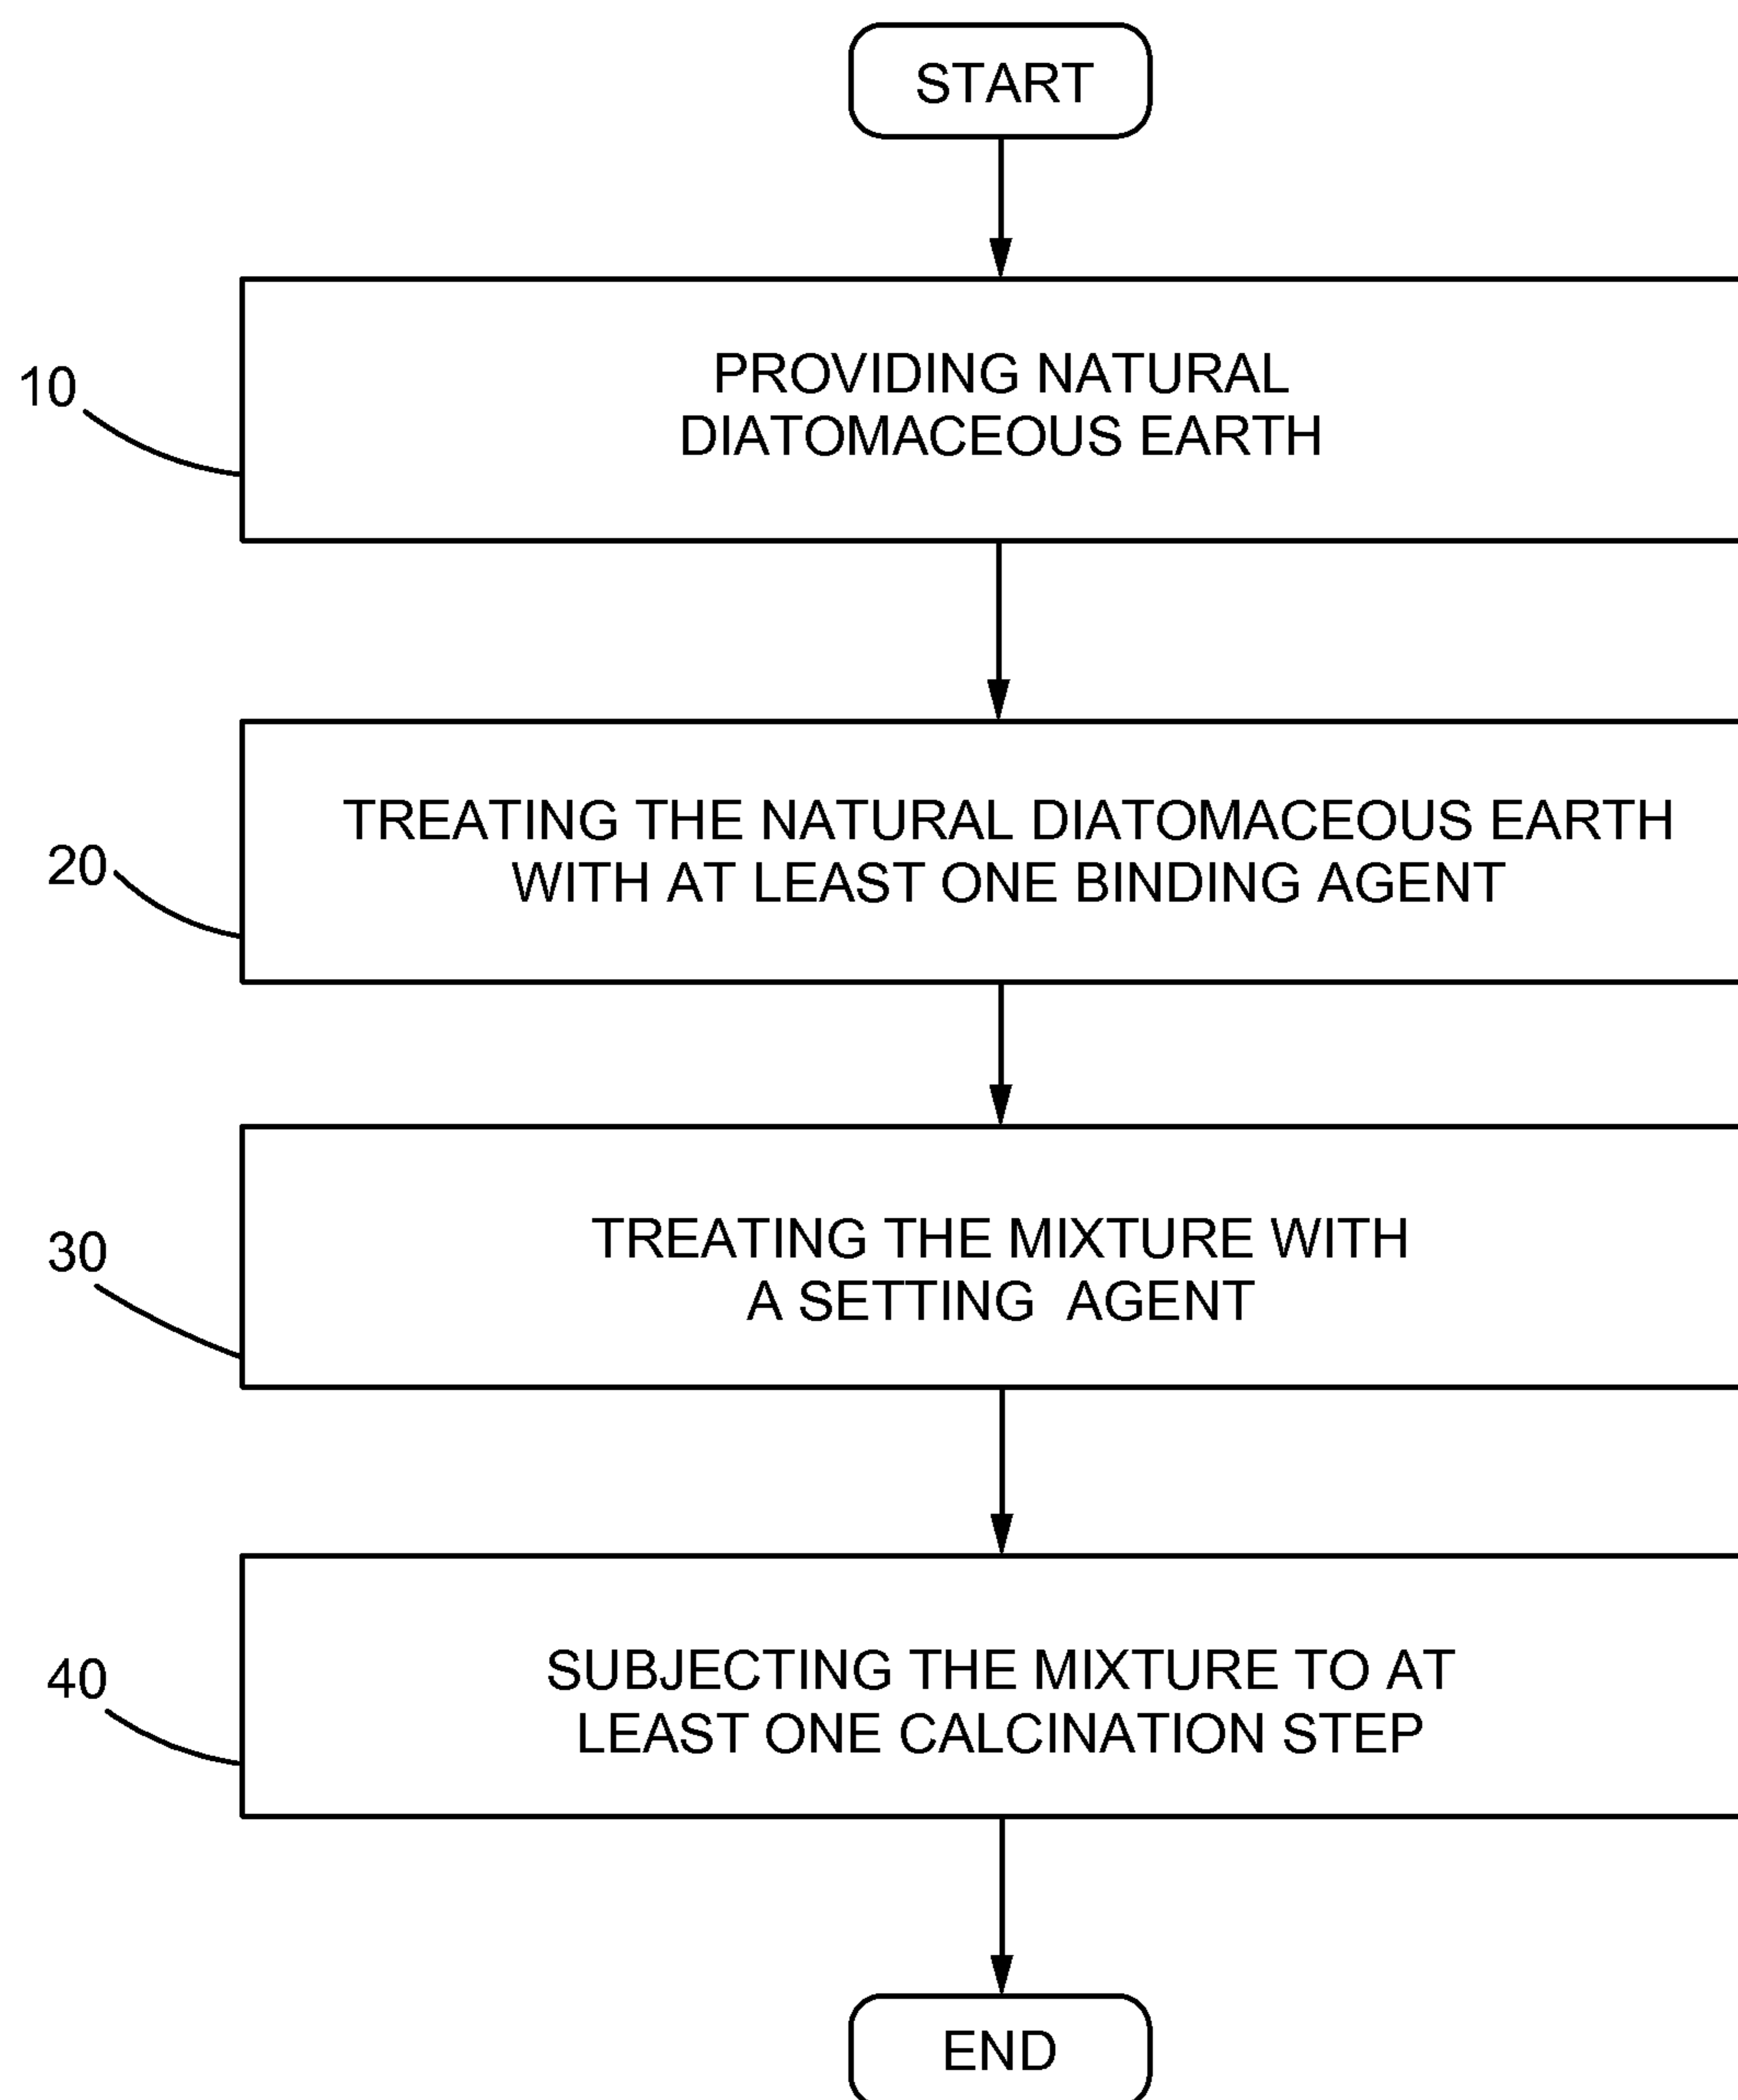 START
10
PROVIDING NATURAL
DIATOMACEOUS EARTH
20
TREATING THE NATURAL DIATOMACEOUS EARTH
WITH AT LEAST ONE BINDING AGENT
30
TREATING THE MIXTURE WITH
A SETTING AGENT
40
SUBJECTING THE MIXTURE TO AT
LEAST ONE CALCINATION STEP
END